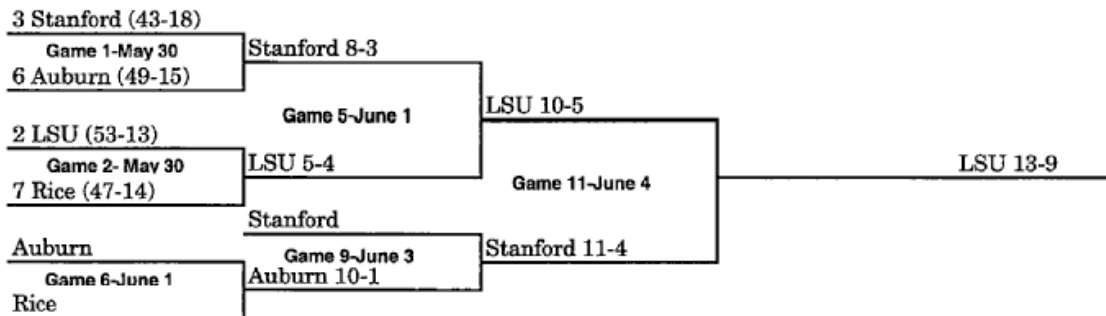 3 Stanford (43-18)
Game 1-May 30
Stanford 8-3
6 Auburn (49-15)
Game 5-June 1
LSU 10-5
2 LSU (53-13)
Game 2- May 30
LSU 5-4
7 Rice (47-14)
Game 11-June 4
LSU 13-9
Stanford
Auburn
Game 9-June 3
Stanford 11-4
Game 6-June 1
Auburn 10-1
Rice